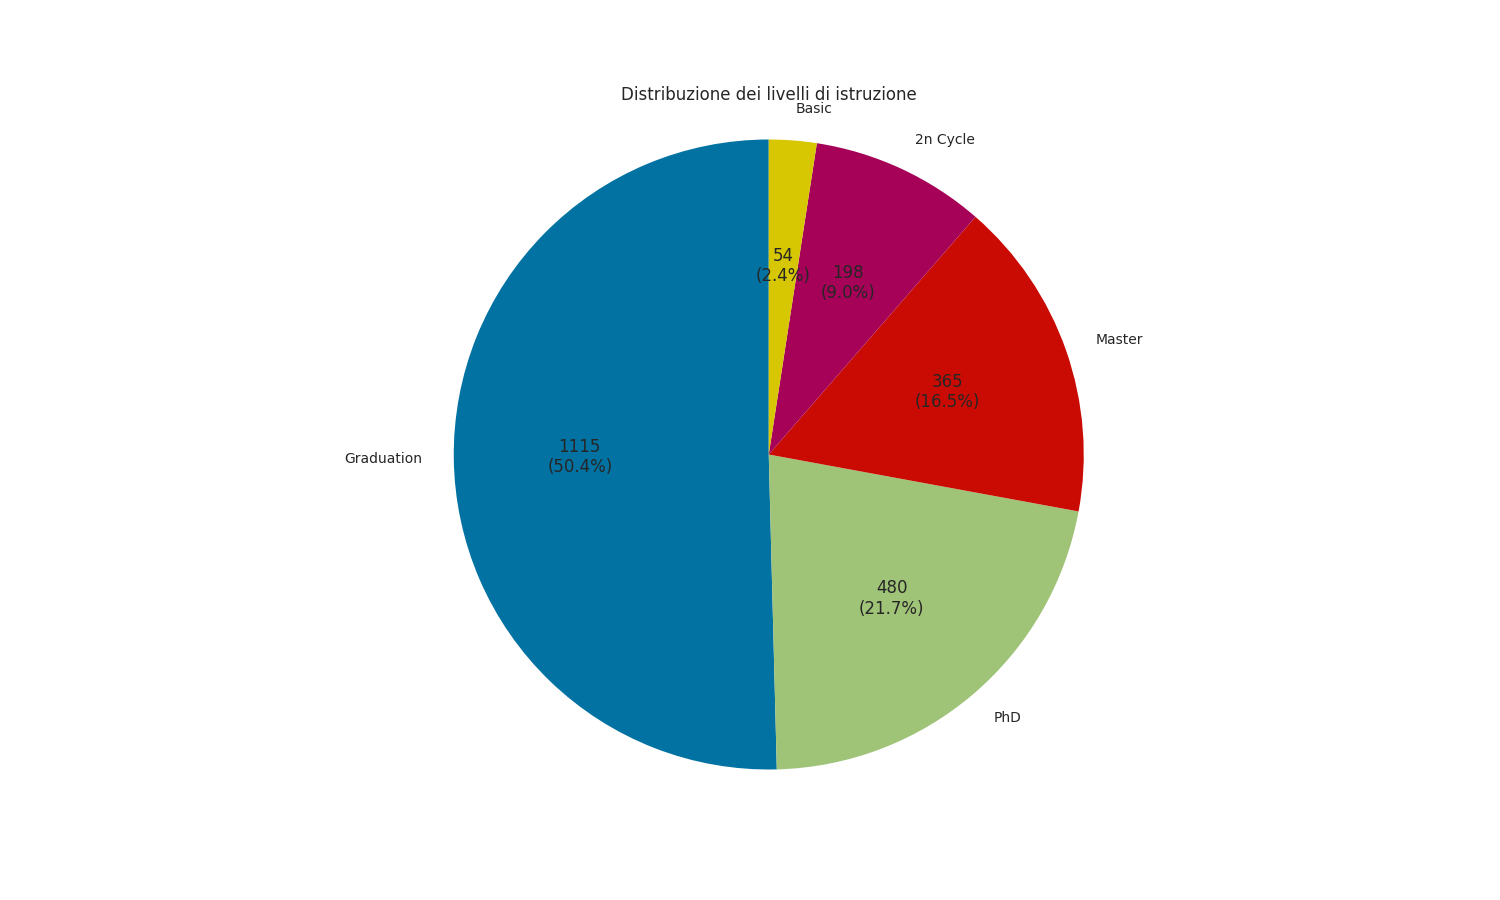 Distribuzione dei livelli di istruzione
Basic
2n Cycle
54
(2.4%)
198
(9.0%)
Master
365
(16.5%)
Graduation
1115
(50.4%)
480
(21.7%)
PhD